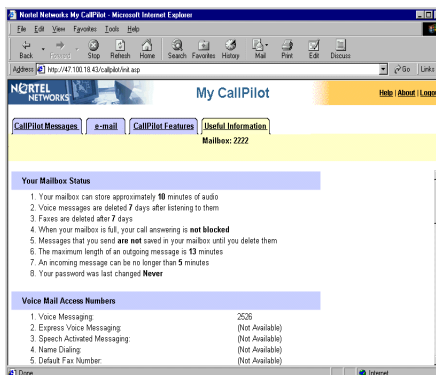 Nortel Networks My CallPilot - Microsoft Internet Explorer
File Edit View Favorites Tools Help
Back Forward Stop Refresh Home Search Favorites History Mail Print Edit Discuss
Address http://47.100.18.43/callpilot/init.asp Go Links
NORTEL NETWORKS
My CallPilot
Help | About | Logo
CallPilot Messages e-mail CallPilot Features Useful Information
Mailbox: 2222
Your Mailbox Status
1. Your mailbox can store approximately 10 minutes of audio
2. Voice messages are deleted 7 days after listening to them
3. Faxes are deleted after 7 days
4. When your mailbox is full, your call answering is not blocked
5. Messages that you send are not saved in your mailbox until you delete them
6. The maximum length of an outgoing message is 13 minutes
7. An incoming message can be no longer than 5 minutes
8. Your password was last changed Never
Voice Mail Access Numbers
1. Voice Messaging: 2526
2. Express Voice Messaging: (Not Available)
3. Speech Activated Messaging: (Not Available)
4. Name Dialing: (Not Available)
5. Default Fax Number: (Not Available)
Done Internet